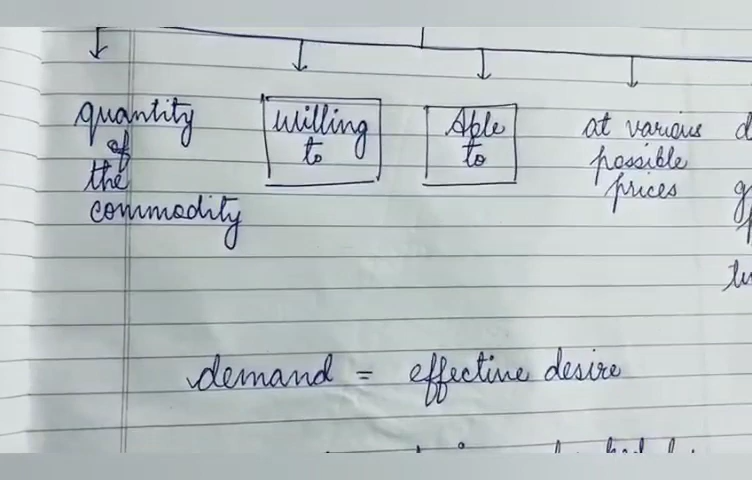 quantity
of
the
commodity
willing
to
Able
to
at various
possible
prices
demand = effective desire